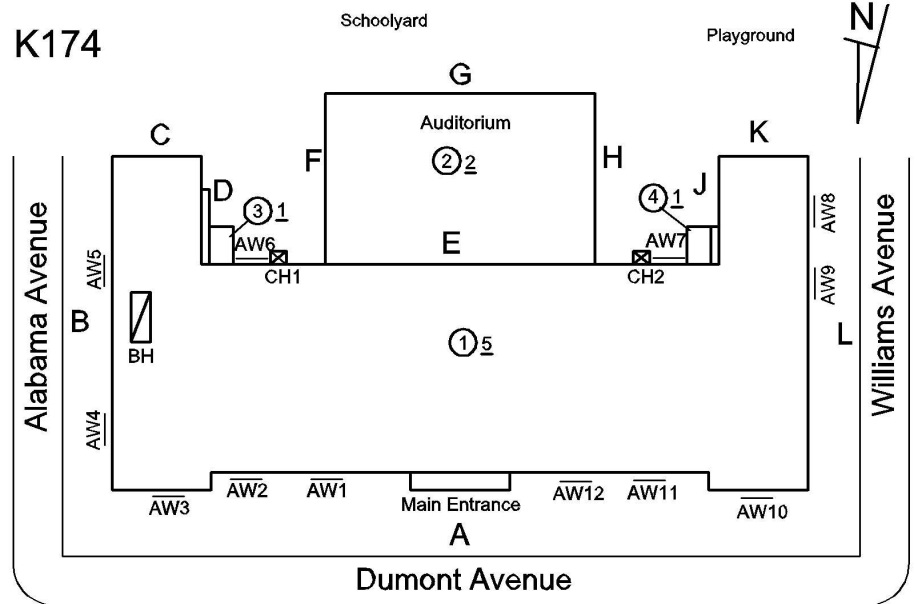 Schoolyard
N
K174
Playground
G
C
K
Auditorium
F
H
2 2
D
J
3 1
4 1
AW8
AW6
AW7
E
AW5
CH1
CH2
AW9
Alabama Avenue
B
BH
1 5
L
Williams Avenue
AW4
AW3
AW2
AW1
Main Entrance
AW12
AW11
AW10
A
Dumont Avenue